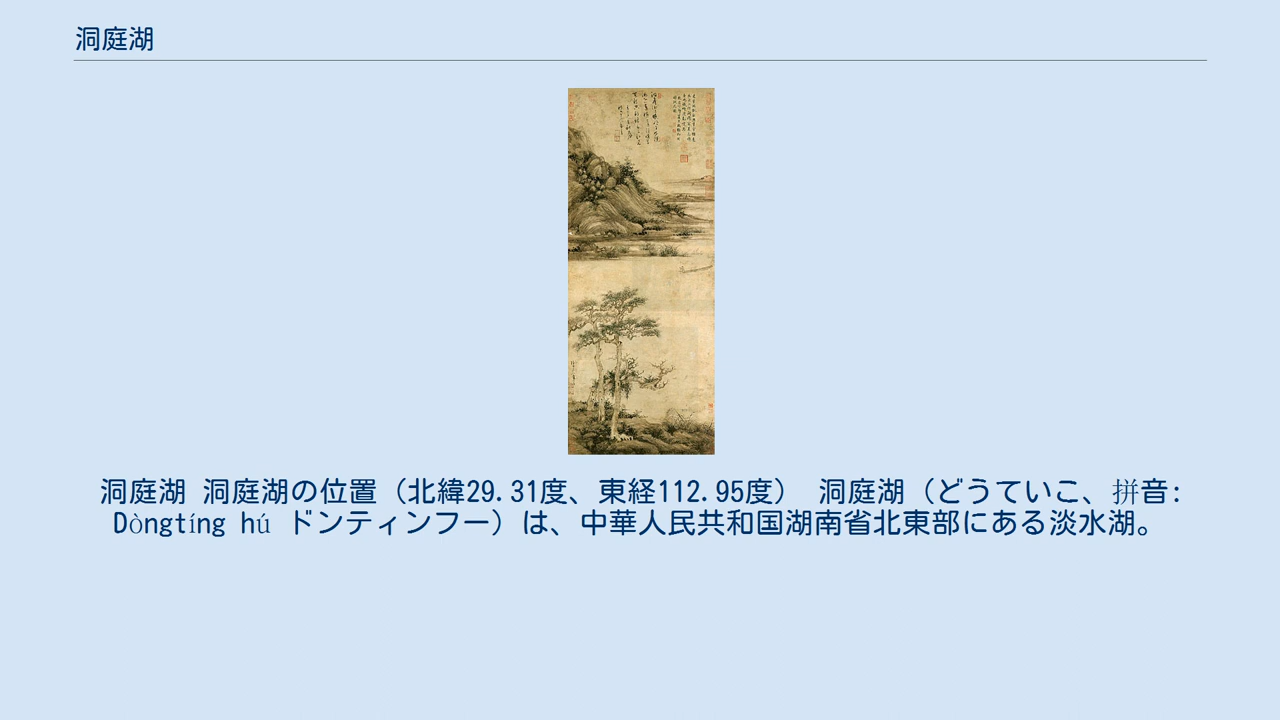 洞庭湖
洞庭湖 洞庭湖の位置（北緯29.31度、東経112.95度） 洞庭湖（どうていこ、拼音:
Dòngtíng hú ドンティンフー）は、中華人民共和国湖南省北東部にある淡水湖。